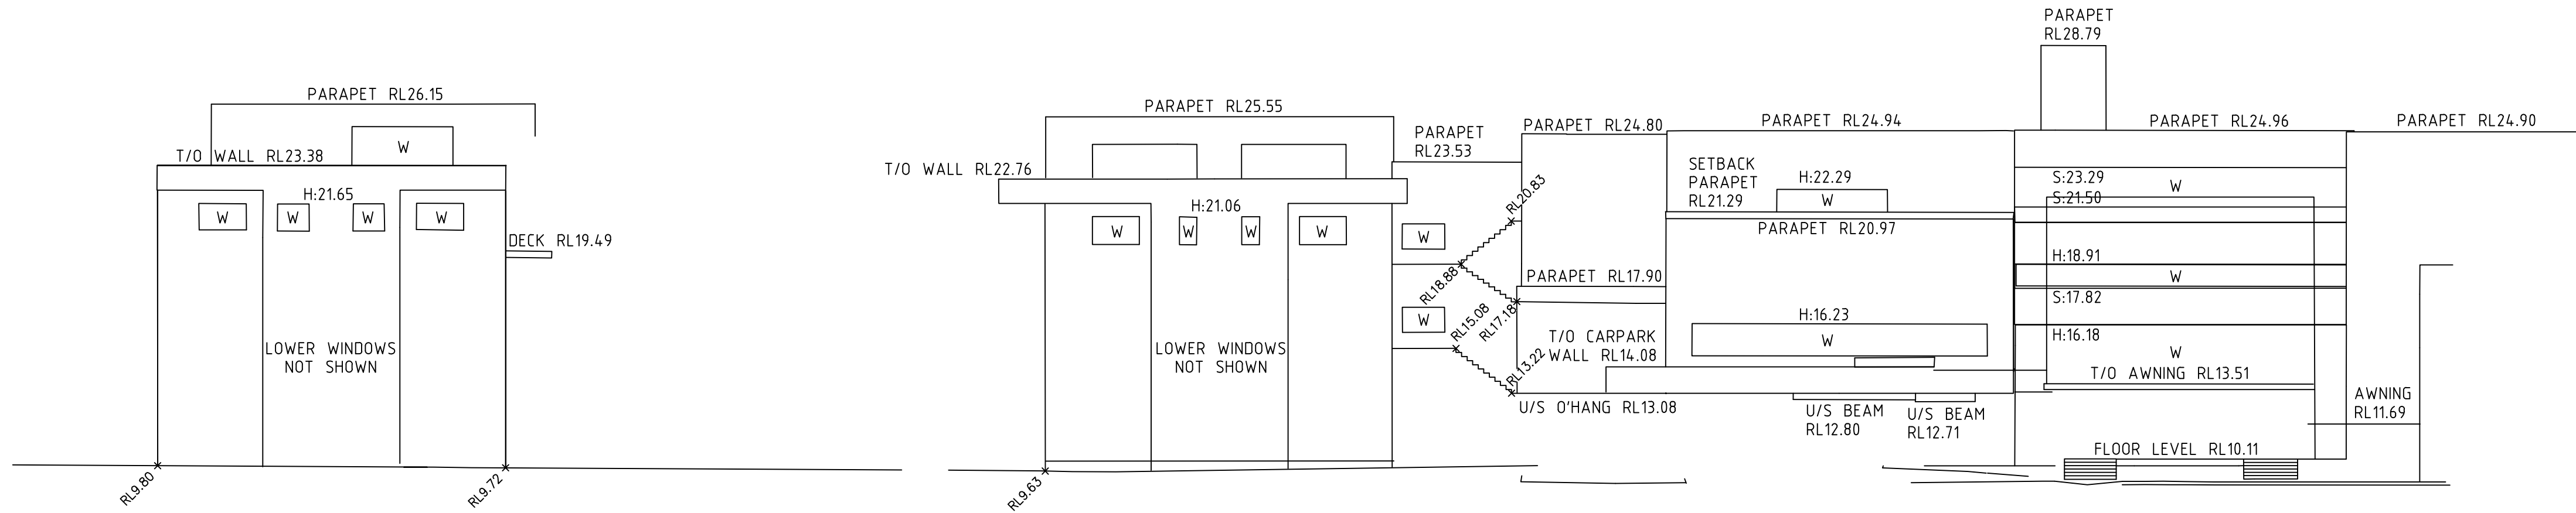 PARAPET RL26.15
W
T/O WALL RL23.38
H:21.65
W
W
W
W
DECK RL19.49
LOWER WINDOWS
NOT SHOWN
RL9.80
RL9.72
PARAPET RL25.55
T/O WALL RL22.76
H:21.06
W
W
W
W
LOWER WINDOWS
NOT SHOWN
RL9.63
PARAPET
RL23.53
W
W
RL20.83
RL18.88
RL17.18
RL15.08
RL13.22
PARAPET RL24.80
PARAPET RL17.90
T/O CARPARK
WALL RL14.08
U/S O'HANG RL13.08
PARAPET RL24.94
SETBACK
PARAPET
RL21.29
H:22.29
W
PARAPET RL20.97
H:16.23
W
U/S BEAM
RL12.80
U/S BEAM
RL12.71
PARAPET
RL28.79
PARAPET RL24.96
S:23.29
W
S:21.50
H:18.91
W
S:17.82
H:16.18
W
T/O AWNING RL13.51
FLOOR LEVEL RL10.11
PARAPET RL24.90
AWNING
RL11.69